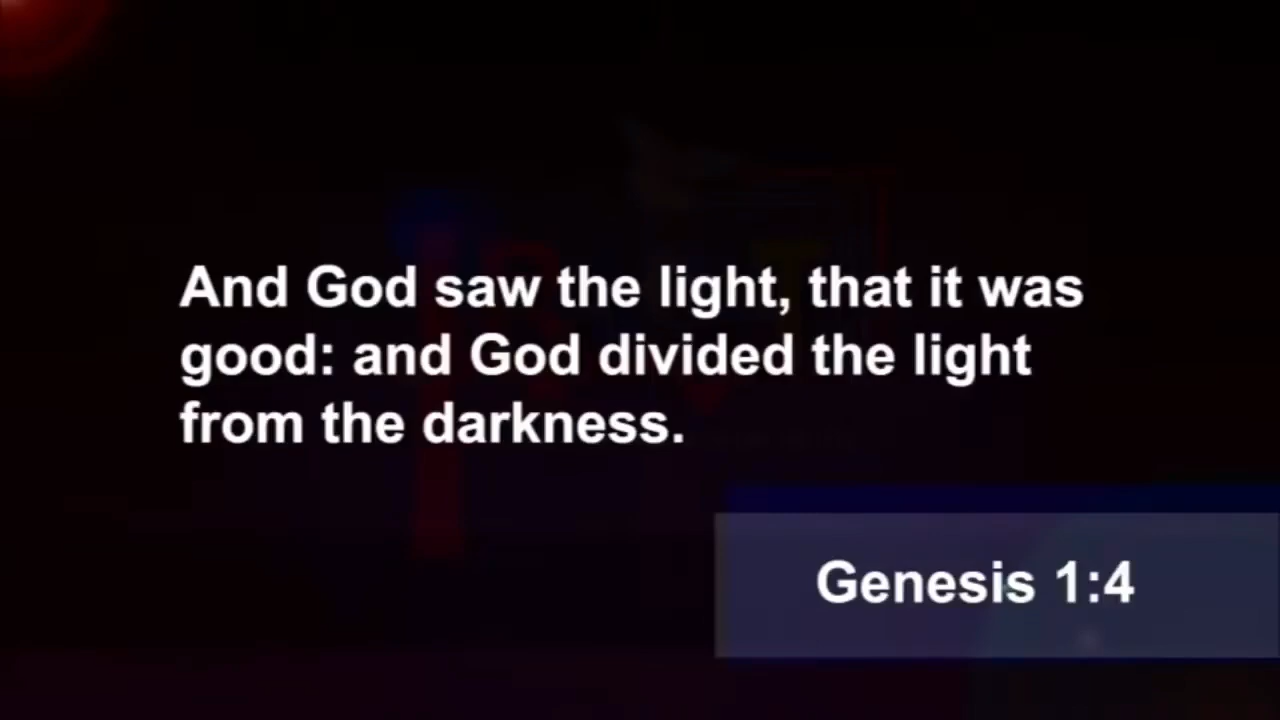 And God saw the light, that it was
good: and God divided the light
from the darkness.
Genesis 1:4